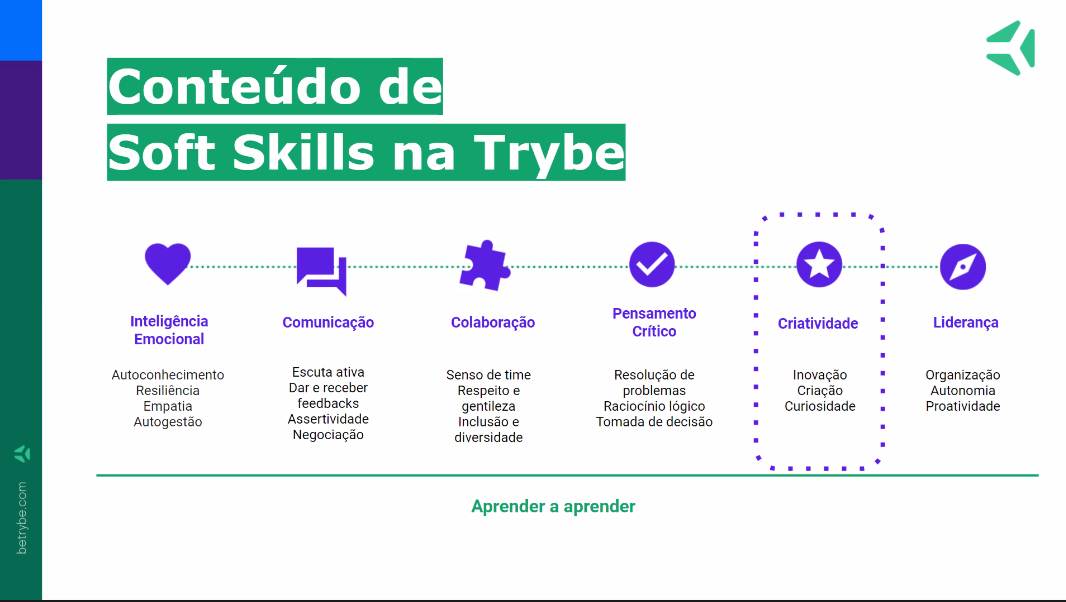 Conteúdo de
Soft Skills na Trybe
Inteligência
Emocional
Autoconhecimento
Resiliência
Empatia
Autogestão
Comunicação
Escuta ativa
Dar e receber
feedbacks
Assertividade
Negociação
Colaboração
Senso de time
Respeito e
gentileza
Inclusão e
diversidade
Pensamento
Crítico
Resolução de
problemas
Raciocínio lógico
Tomada de decisão
Criatividade
Inovação
Criação
Curiosidade
Liderança
Organização
Autonomia
Proatividade
Aprender a aprender
betrybe.com